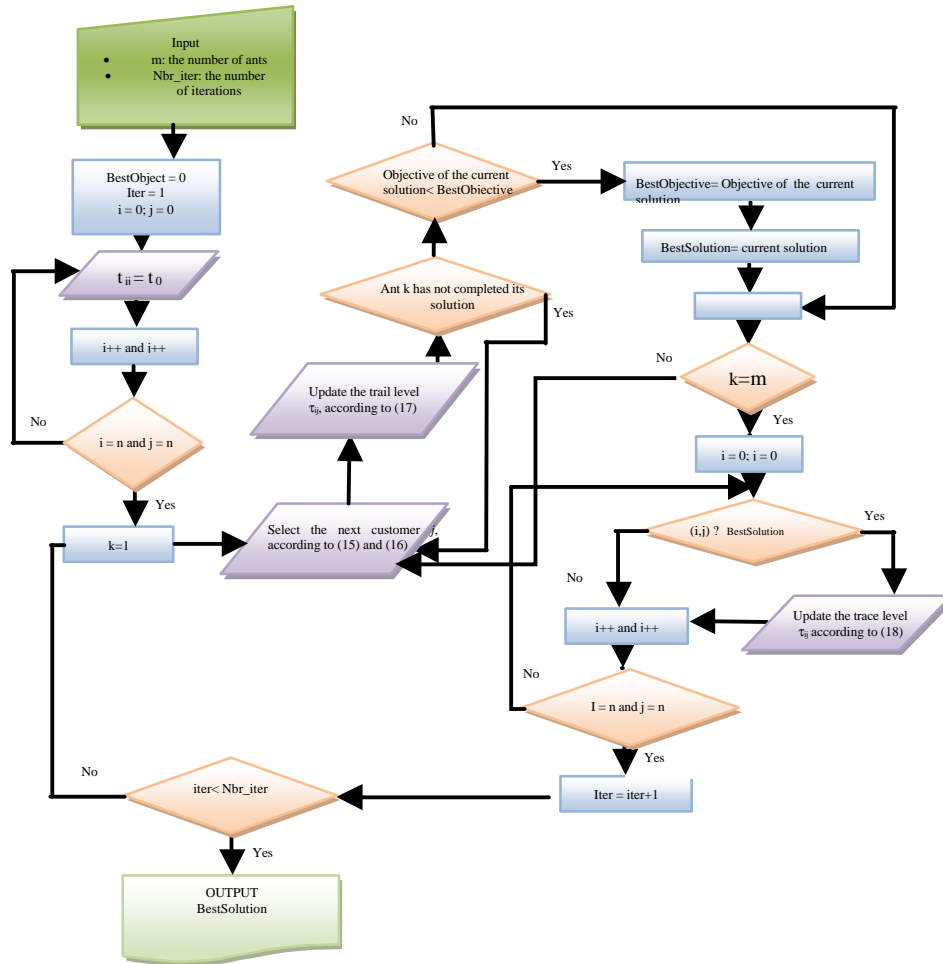 Input
• m: the number of ants
• Nbr_iter: the number
of iterations
BestObject = 0
Iter = 1
i = 0; j = 0
t ii = t 0
i++ and j++
i = n and j = n
No
Yes
k=1
Select the next customer j,
according to (15) and (16)
Update the trail level
τij, according to (17)
Ant k has not completed its
solution
Yes
Objective of the current
solution< BestObjective
No
Yes
BestObjective= Objective of the current
solution
BestSolution= current solution
k=m
No
Yes
i = 0; j = 0
(i,j) ? BestSolution
Yes
No
Update the trace level
τij according to (18)
i++ and i++
I = n and j = n
No
Yes
Iter = iter+1
iter< Nbr_iter
No
Yes
OUTPUT
BestSolution